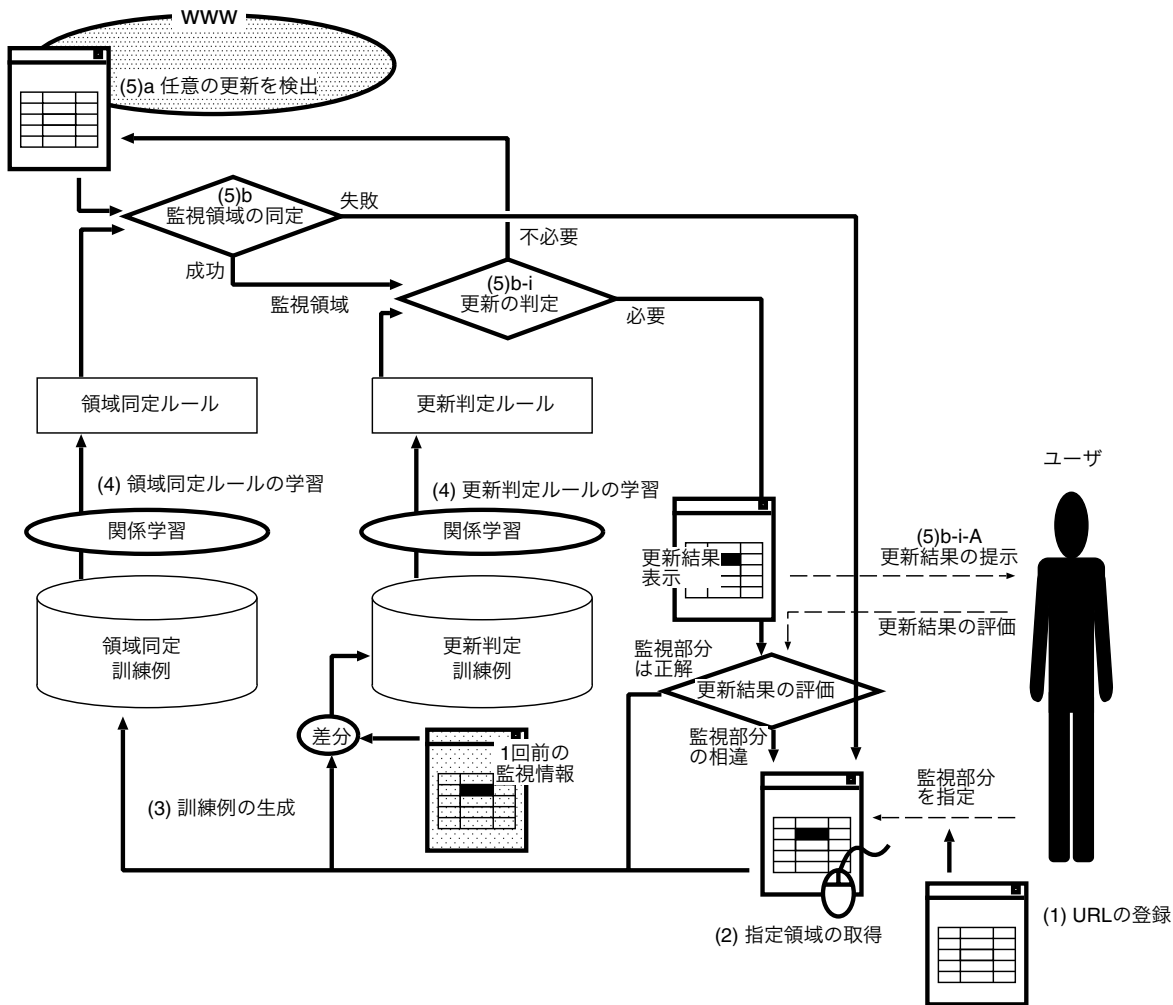 WWW
(5)a 任意の更新を検出
(5)b
監視領域の同定
失敗
不必要
成功
監視領域
(5)b-i
更新の判定
必要
領域同定ルール
更新判定ルール
ユーザ
(4) 領域同定ルールの学習
(4) 更新判定ルールの学習
関係学習
関係学習
更新結果
表示
(5)b-i-A
更新結果の提示
更新結果の評価
領域同定
訓練例
更新判定
訓練例
監視部分
は正解
更新結果の評価
差分
1回前の
監視情報
監視部分
の相違
監視部分
を指定
(3) 訓練例の生成
(2) 指定領域の取得
(1) URLの登録